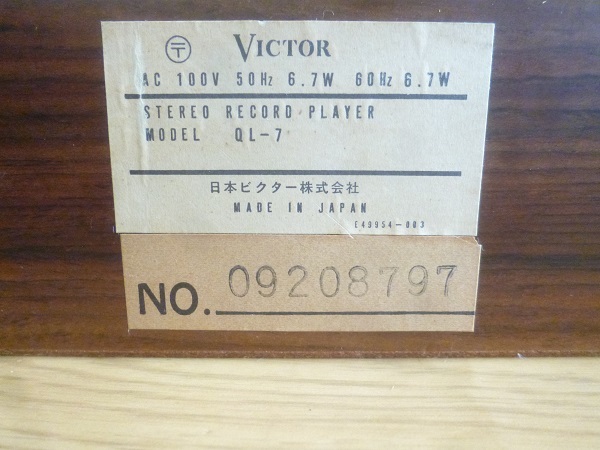 〶 VICTOR
AC 100V 50Hz 6.7W 60Hz 6.7W
STEREO RECORD PLAYER
MODEL QL-7
日本ビクター株式会社
MADE IN JAPAN
E49954-003
NO. 09208797